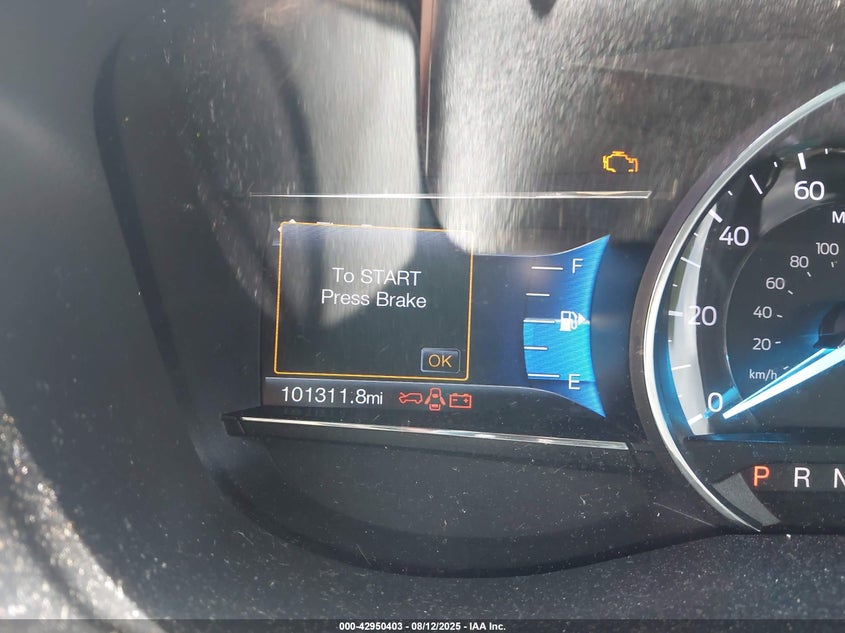 To START
Press Brake
OK
101311.8mi
F
E
0
20
40
60
M
20
40
60
80
100
km/h
P R N
000-42950403 - 08/12/2025 - IAA Inc.